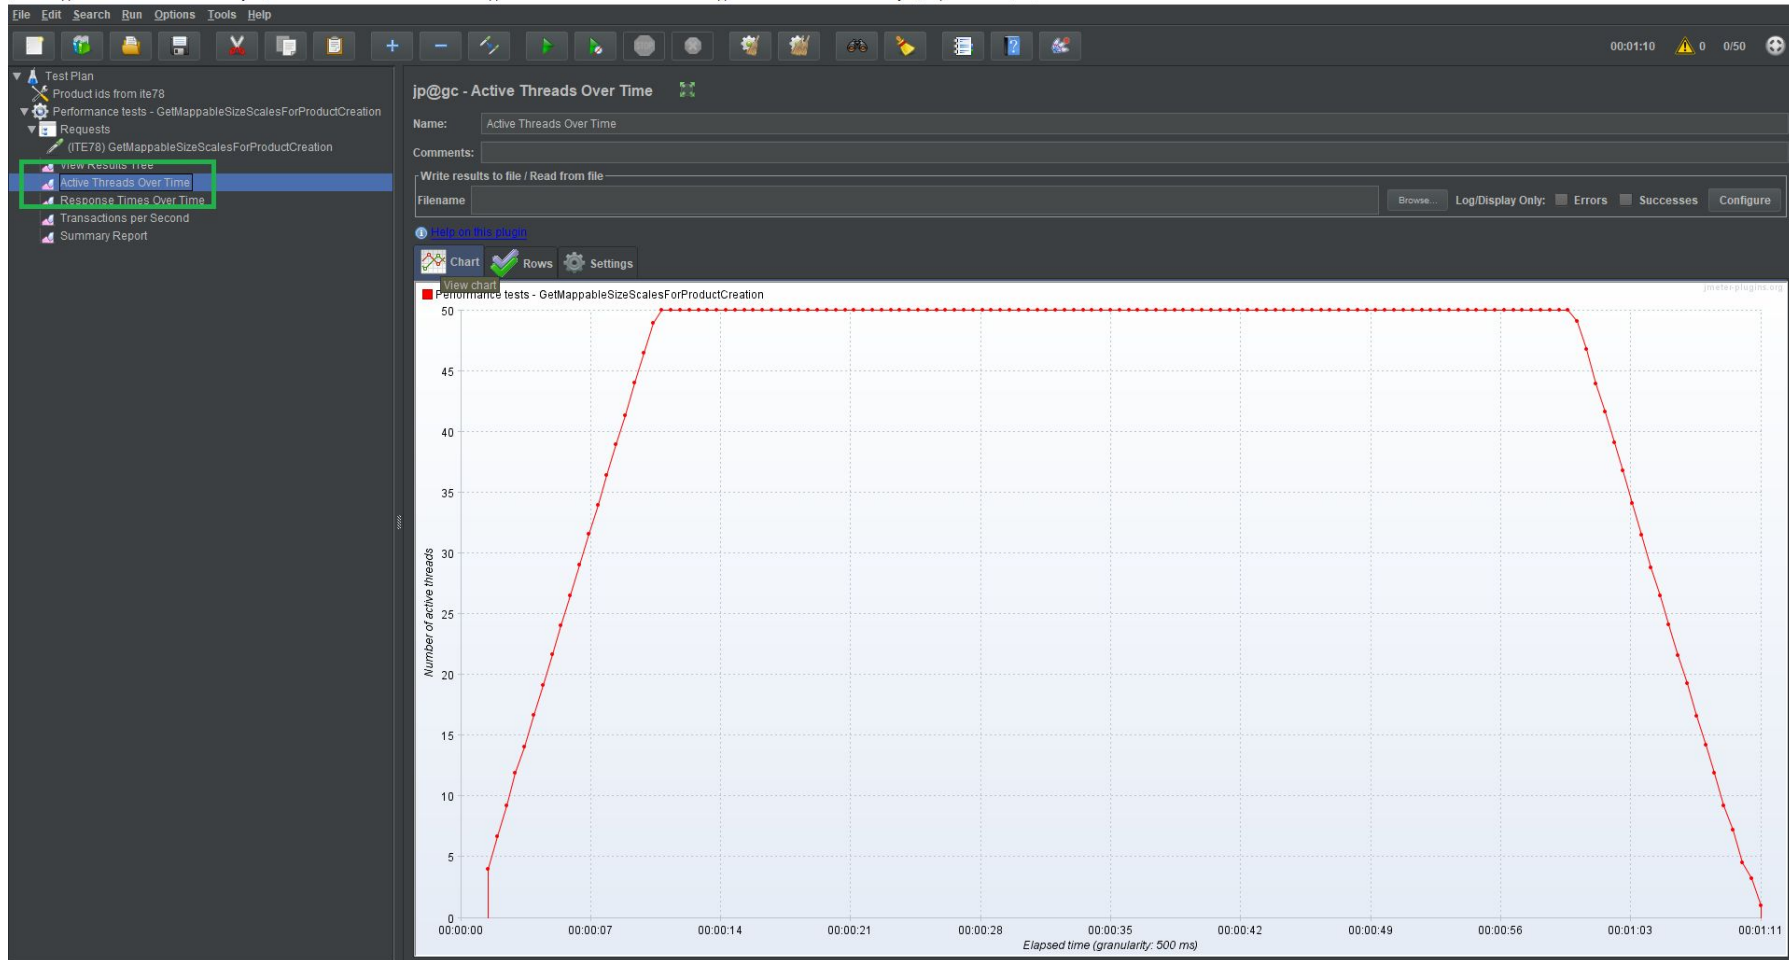 File Edit Search Run Options Tools Help
00:01:10 0 0/50
Test Plan
Product ids from ite78
Performance tests - GetMappableSizeScalesForProductCreation
Requests
(ITE78) GetMappableSizeScalesForProductCreation
View Results Tree
Active Threads Over Time
Response Times Over Time
Transactions per Second
Summary Report
jp@gc - Active Threads Over Time
Name: Active Threads Over Time
Comments:
Write results to file / Read from file
Filename Browse... Log/Display Only: Errors Successes Configure
Help on this plugin
Chart Rows Settings
View chart
Performance tests - GetMappableSizeScalesForProductCreation
jmeter-plugins.org
50
45
40
35
30
25
20
15
10
5
0
Number of active threads
00:00:00 00:00:07 00:00:14 00:00:21 00:00:28 00:00:35 00:00:42 00:00:49 00:00:56 00:01:03 00:01:11
Elapsed time (granularity: 500 ms)